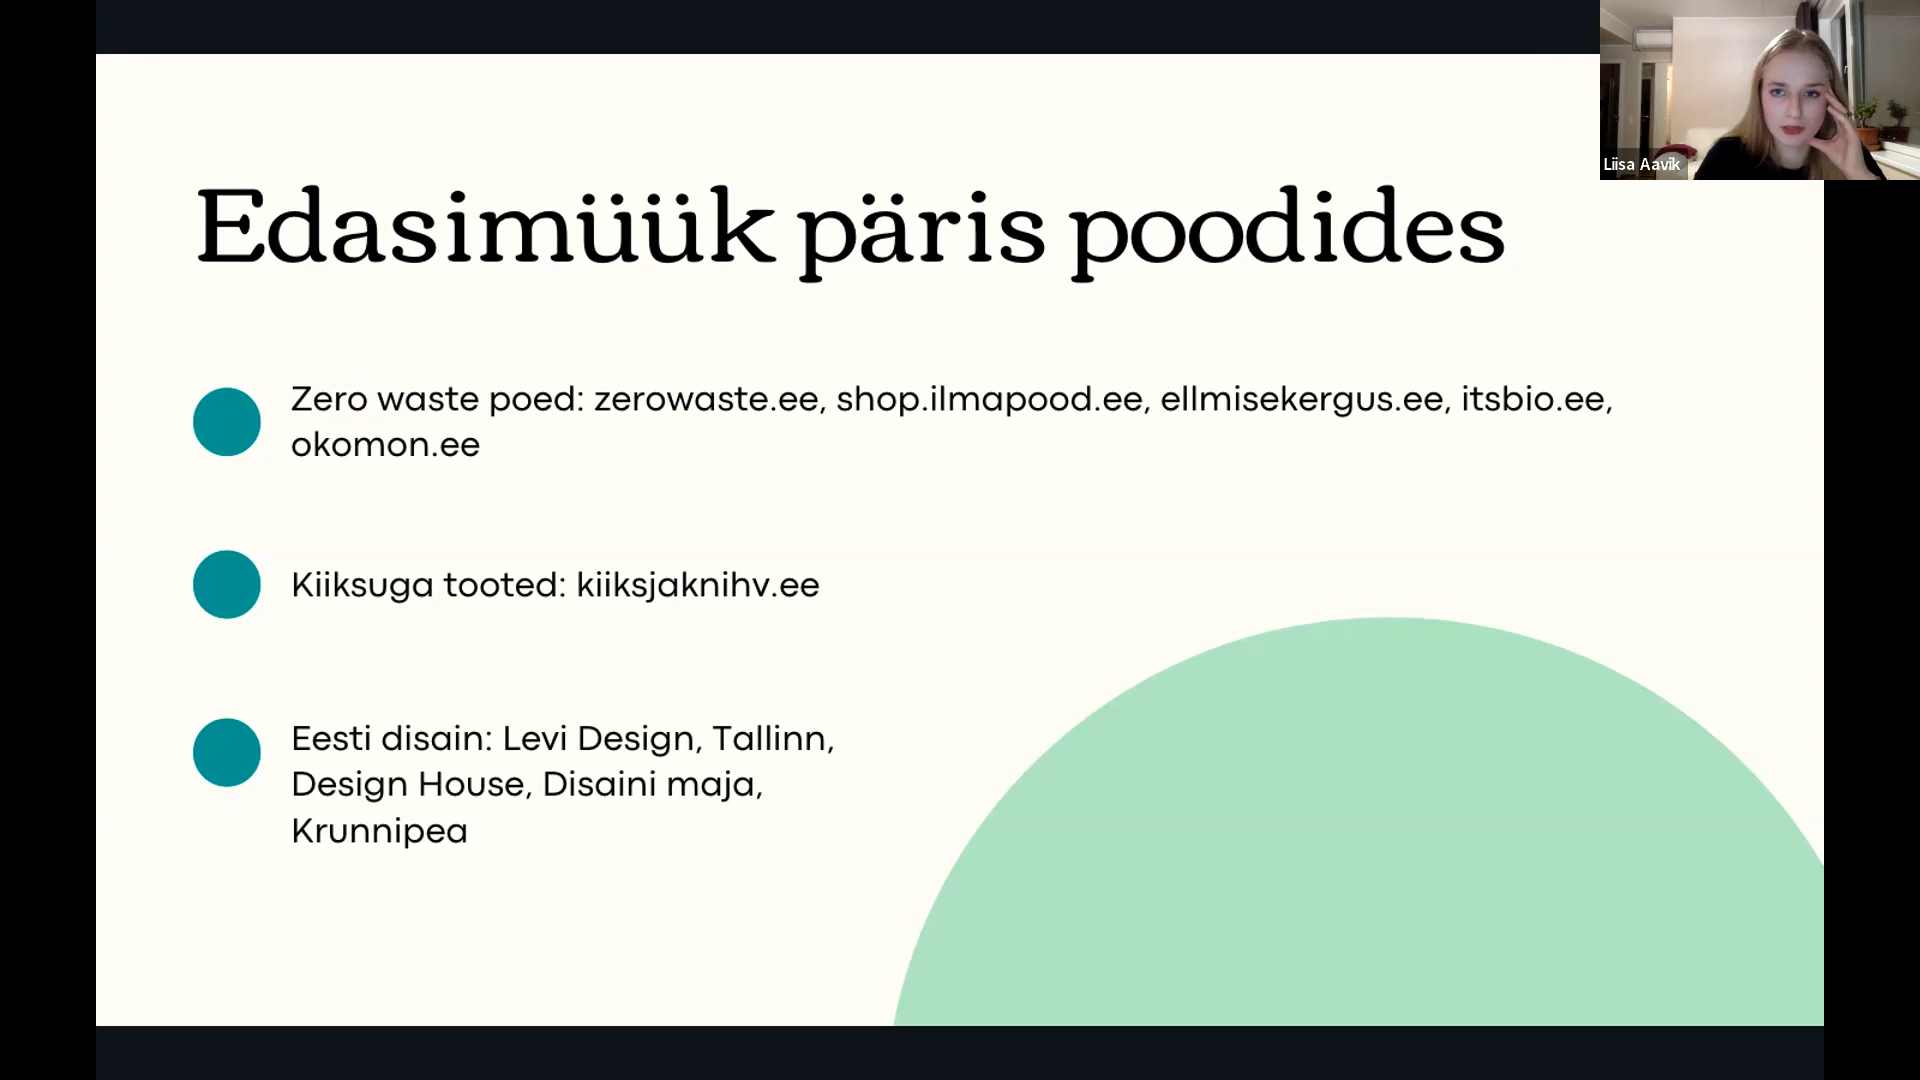 Edasimüük päris poodides
Zero waste poed: zerowaste.ee, shop.ilmapood.ee, ellmisekergus.ee, itsbio.ee,
okomon.ee
Kiiksuga tooted: kiiksjaknihv.ee
Eesti disain: Levi Design, Tallinn,
Design House, Disaini maja,
Krunnipea
Liisa Aavik